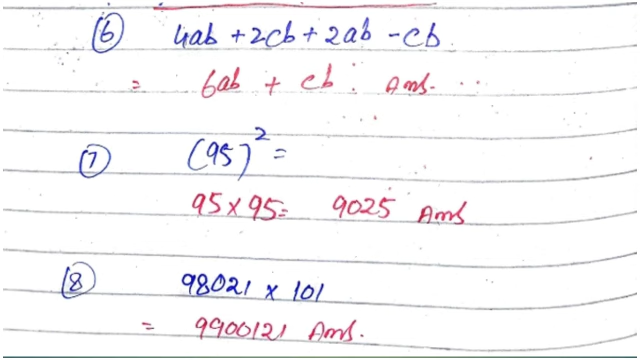 6 4ab + 2cb + 2ab - cb
= 6ab + cb. Ans.
7 (95)² =
95 × 95 = 9025 Ans
8 98021 × 101
= 9900121 Ans.